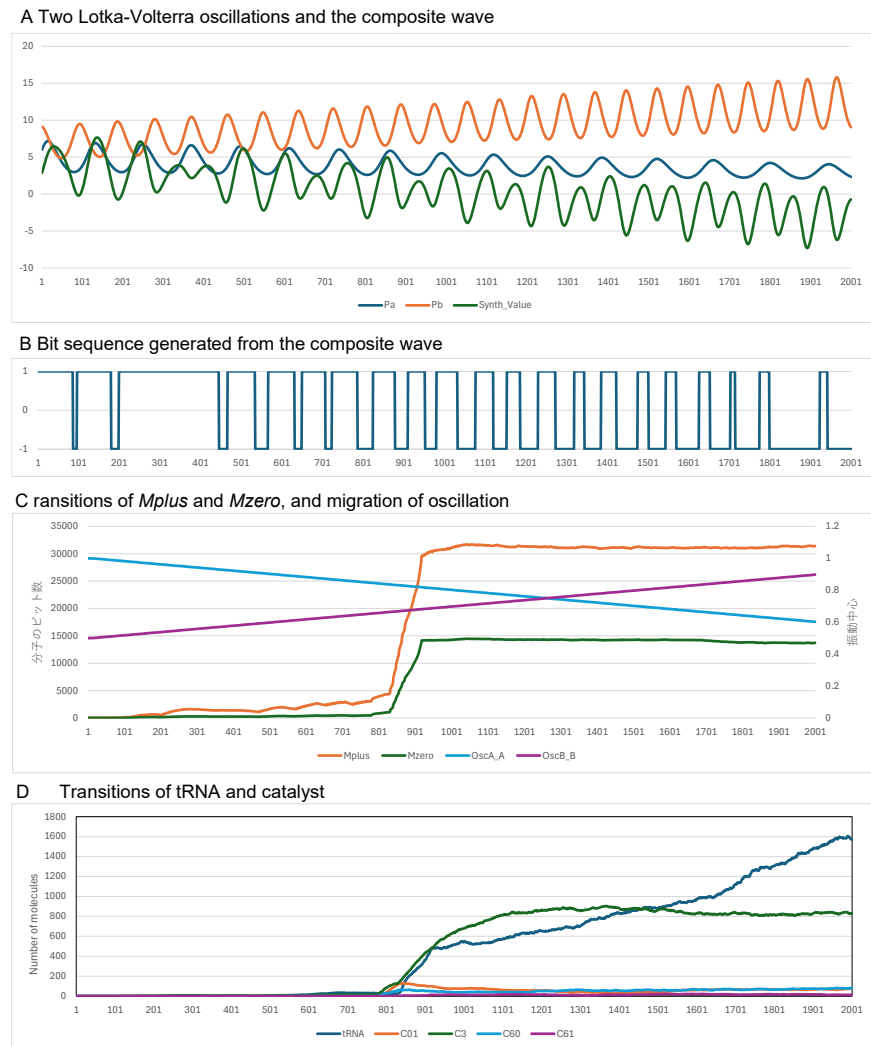 A Two Lotka-Volterra oscillations and the composite wave
20
15
10
5
0
-5
-10
1 101 201 301 401 501 601 701 801 901 1001 1101 1201 1301 1401 1501 1601 1701 1801 1901 2001
Pa Pb Synth_Value
B Bit sequence generated from the composite wave
1
0
-1
1 101 201 301 401 501 601 701 801 901 1001 1101 1201 1301 1401 1501 1601 1701 1801 1901 2001
C ransitions of Mplus and Mzero, and migration of oscillation
35000 1.2
30000 1
25000 0.8
20000 0.6
15000 0.4
10000 0.2
5000 0
0
分子のビット数
振動中心
1 101 201 301 401 501 601 701 801 901 1001 1101 1201 1301 1401 1501 1601 1701 1801 1901 2001
Mplus Mzero OscA_A OscB_B
D Transitions of tRNA and catalyst
1800
1600
1400
1200
1000
800
600
400
200
0
Number of molecules
1 101 201 301 401 501 601 701 801 901 1001 1101 1201 1301 1401 1501 1601 1701 1801 1901 2001
tRNA C01 C3 C60 C61